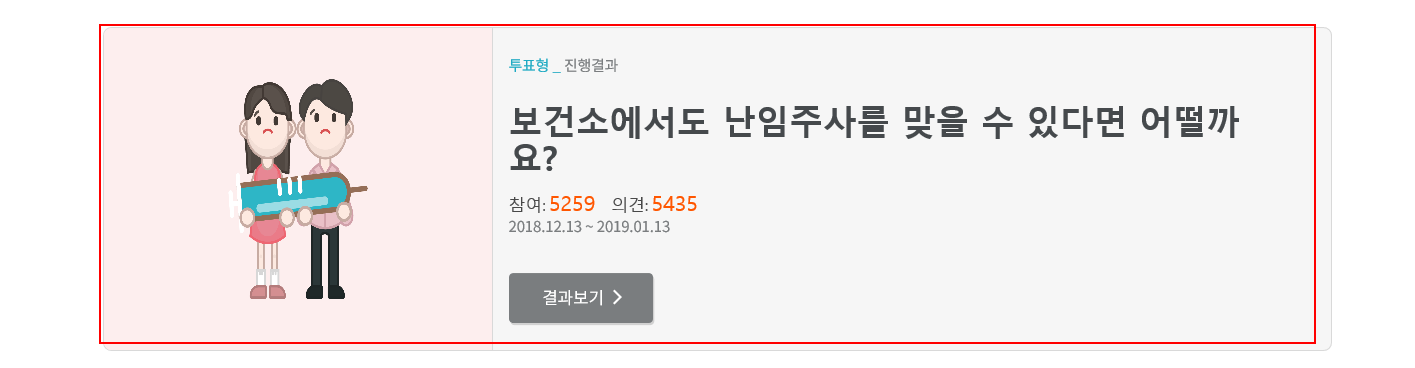 투표형 _ 진행결과
보건소에서도 난임주사를 맞을 수 있다면 어떨까
요?
참여: 5259 의견: 5435
2018.12.13 ~ 2019.01.13
결과보기